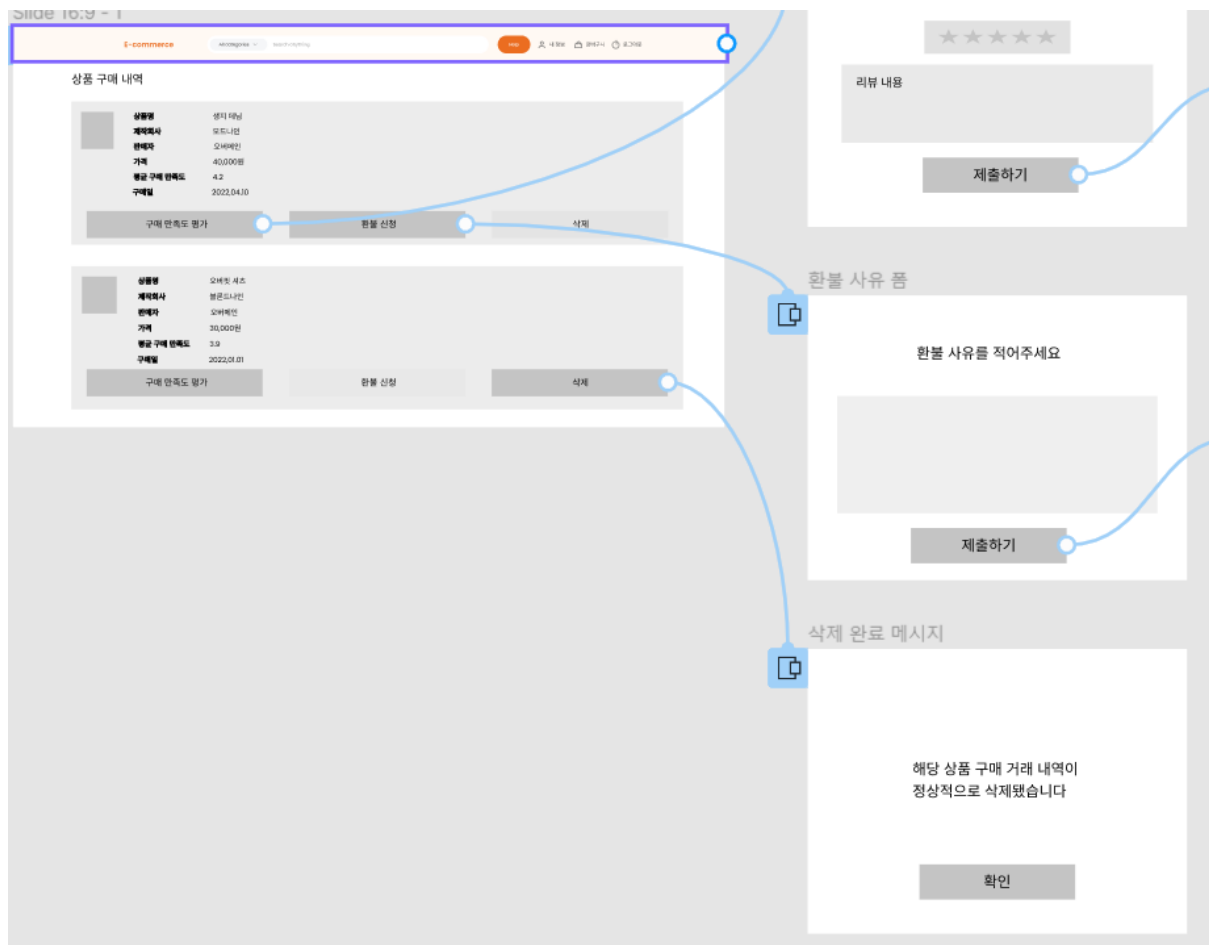 Slide 16:9 - 1
E-commerce
상품 구매 내역
상품명 생지 데님
제작회사 모드나인
판매자 오버페인
가격 40,000원
평균 구매 만족도 4.2
구매일 2022.04.10
구매 만족도 평가 환불 신청 삭제
상품명 오버핏 셔츠
제작회사
판매자 오버페인
가격 30,000원
평균 구매 만족도 3.9
구매일 2022.01.01
구매 만족도 평가 환불 신청 삭제
★★★★★
리뷰 내용
제출하기
환불 사유 폼
환불 사유를 적어주세요
제출하기
삭제 완료 메시지
해당 상품 구매 거래 내역이
정상적으로 삭제됐습니다
확인